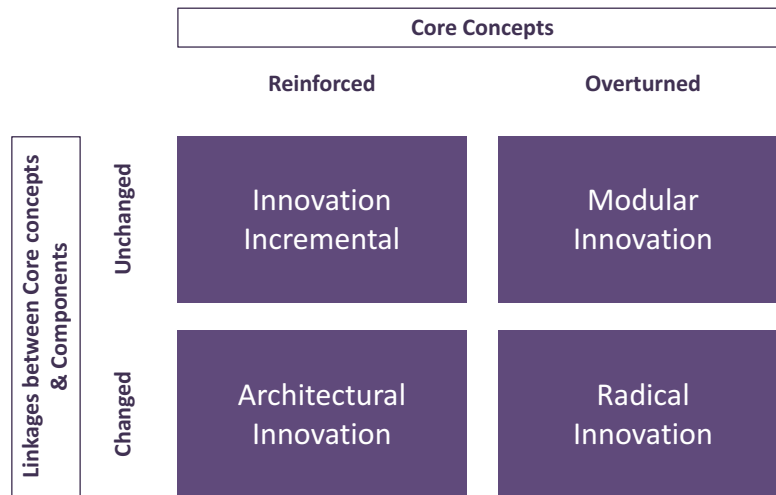 Core Concepts
Reinforced
Overturned
Linkages between Core concepts
& Components
Unchanged
Innovation
Incremental
Modular
Innovation
Changed
Architectural
Innovation
Radical
Innovation